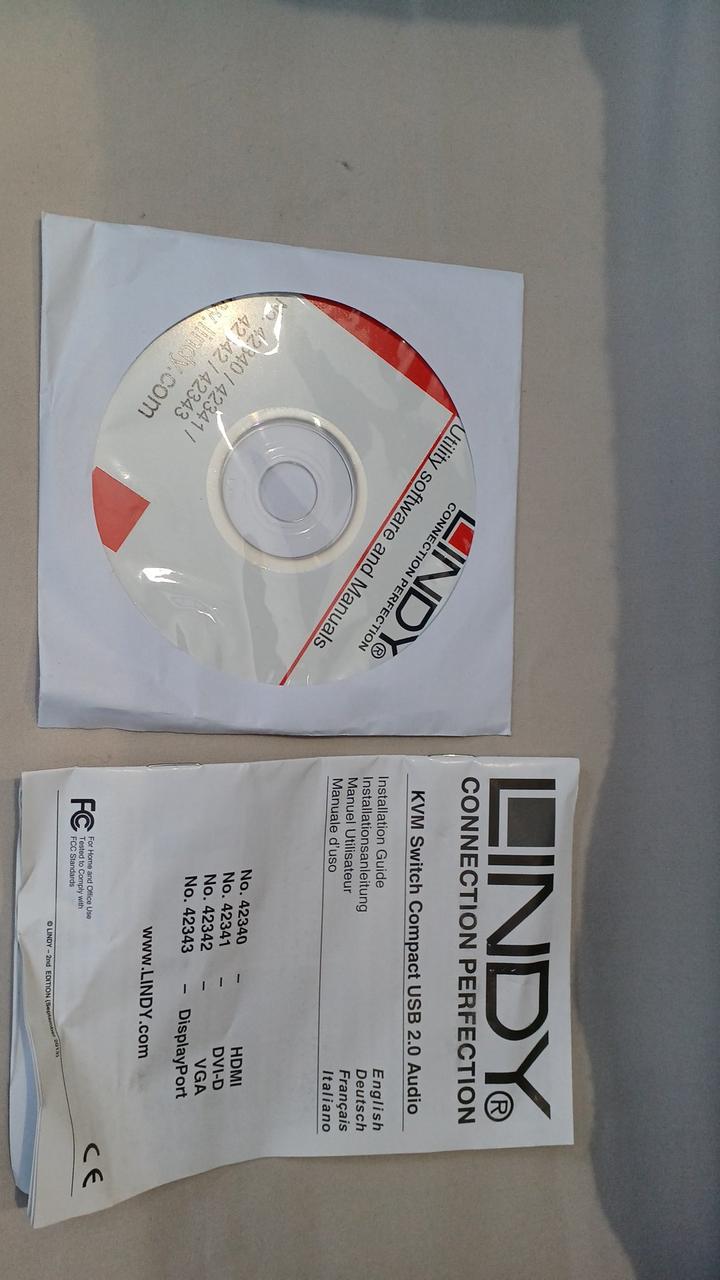 LINDY®
CONNECTION PERFECTION
Utility software and Manuals
No. 42340 / 42341 /
42342 / 42343
.lindy.com
LINDY®
CONNECTION PERFECTION
KVM Switch Compact USB 2.0 Audio
Installation Guide English
Installationsanleitung Deutsch
Manuel Utilisateur Français
Manuale d'uso Italiano
No. 42340 – HDMI
No. 42341 – DVI-D
No. 42342 – VGA
No. 42343 – DisplayPort
www.LINDY.com
FC For Home and Office Use
Tested to Comply with
FCC Standards
CE
© LINDY – 2nd EDITION (September